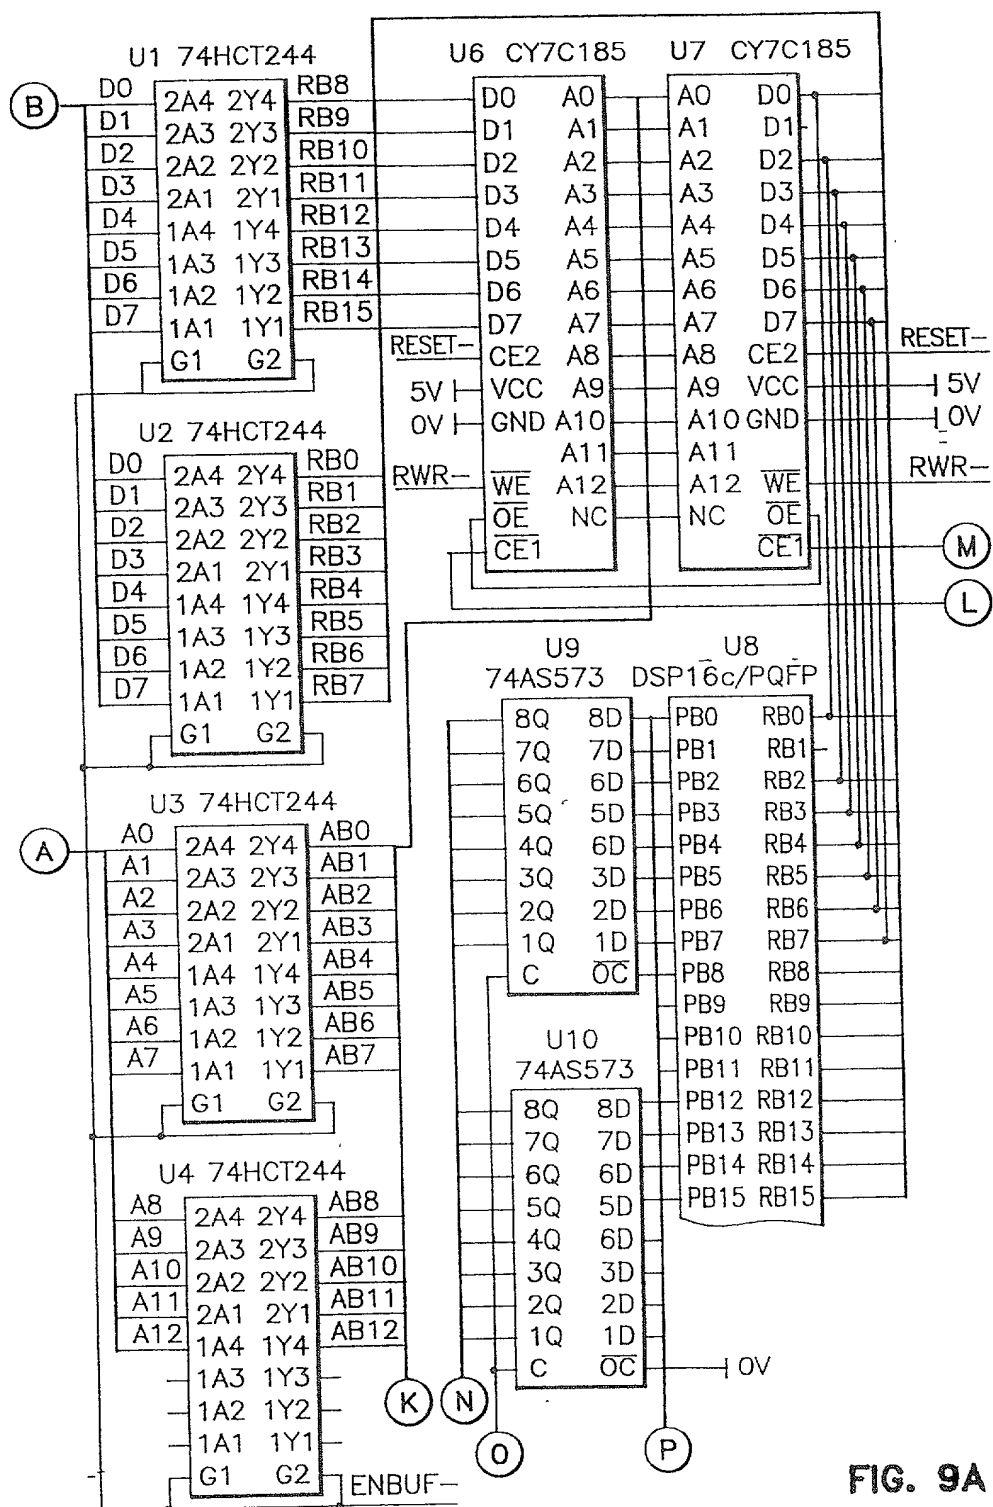 U1 74HCT244
B
D0 2A4 2Y4 RB8
D1 2A3 2Y3 RB9
D2 2A2 2Y2 RB10
D3 2A1 2Y1 RB11
D4 1A4 1Y4 RB12
D5 1A3 1Y3 RB13
D6 1A2 1Y2 RB14
D7 1A1 1Y1 RB15
G1 G2
U2 74HCT244
D0 2A4 2Y4 RB0
D1 2A3 2Y3 RB1
D2 2A2 2Y2 RB2
D3 2A1 2Y1 RB3
D4 1A4 1Y4 RB4
D5 1A3 1Y3 RB5
D6 1A2 1Y2 RB6
D7 1A1 1Y1 RB7
G1 G2
U3 74HCT244
A
A0 2A4 2Y4 AB0
A1 2A3 2Y3 AB1
A2 2A2 2Y2 AB2
A3 2A1 2Y1 AB3
A4 1A4 1Y4 AB4
A5 1A3 1Y3 AB5
A6 1A2 1Y2 AB6
A7 1A1 1Y1 AB7
G1 G2
U4 74HCT244
A8 2A4 2Y4 AB8
A9 2A3 2Y3 AB9
A10 2A2 2Y2 AB10
A11 2A1 2Y1 AB11
A12 1A4 1Y4 AB12
1A3 1Y3
1A2 1Y2
1A1 1Y1
G1 G2 ENBUF-
U6 CY7C185 U7 CY7C185
D0 A0 A0 D0
D1 A1 A1 D1
D2 A2 A2 D2
D3 A3 A3 D3
D4 A4 A4 D4
D5 A5 A5 D5
D6 A6 A6 D6
D7 A7 A7 D7
RESET- CE2 A8 A8 CE2 RESET-
5V VCC A9 A9 VCC 5V
0V GND A10 A10 GND 0V
A11 A11
RWR- WE A12 A12 WE RWR-
OE NC NC OE
CE1 CE1
M
L
U9 U8
74AS573 DSP16c/PQFP
8Q 8D PB0 RB0
7Q 7D PB1 RB1
6Q 6D PB2 RB2
5Q 5D PB3 RB3
4Q 6D PB4 RB4
3Q 3D PB5 RB5
2Q 2D PB6 RB6
1Q 1D PB7 RB7
C OC PB8 RB8
PB9 RB9
U10 PB10 RB10
74AS573 PB11 RB11
8Q 8D PB12 RB12
7Q 7D PB13 RB13
6Q 6D PB14 RB14
5Q 5D PB15 RB15
4Q 6D
3Q 3D
2Q 2D
1Q 1D
C OC 0V
K
N
O
P
FIG. 9A